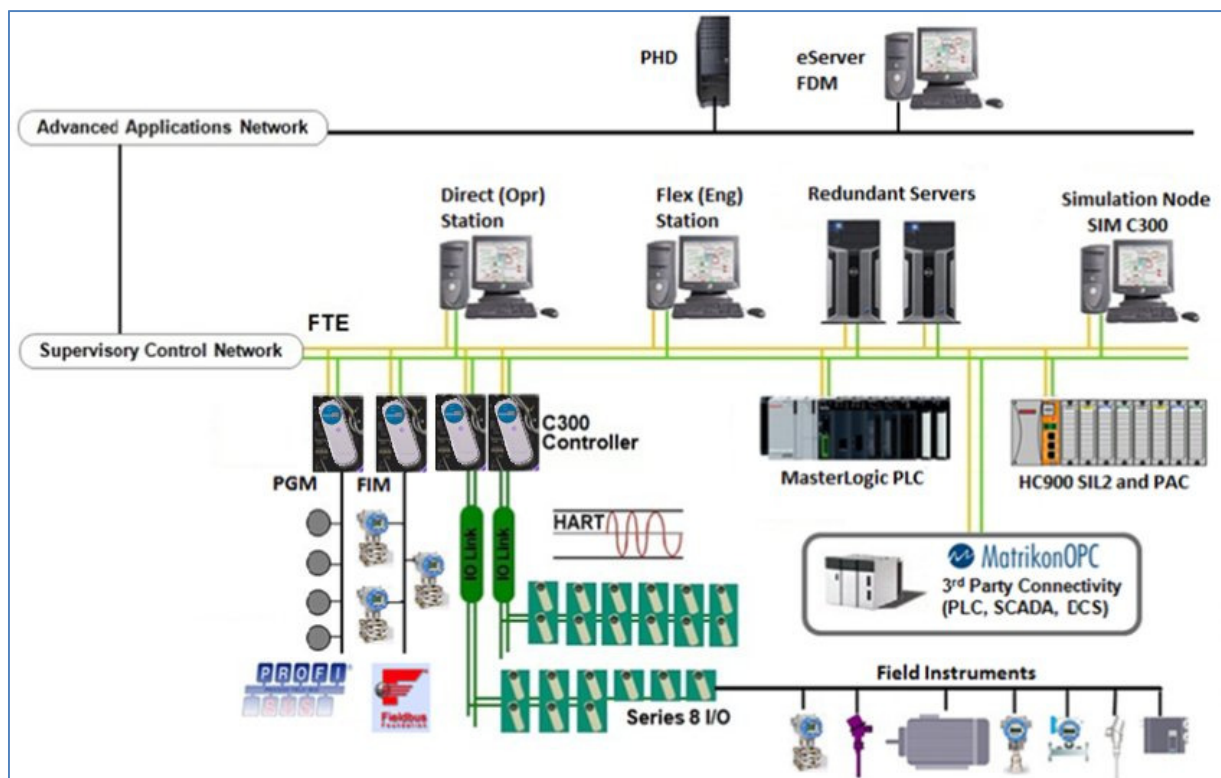 PHD
eServer
FDM
Advanced Applications Network
Direct (Opr)
Station
Flex (Eng)
Station
Redundant Servers
Simulation Node
SIM C300
FTE
Supervisory Control Network
C300
Controller
PGM
FIM
MasterLogic PLC
HC900 SIL2 and PAC
IO Link
IO Link
HART
MatrikonOPC
3rd Party Connectivity
(PLC, SCADA, DCS)
PROFI®
BUS
Fieldbus
Foundation
Series 8 I/O
Field Instruments